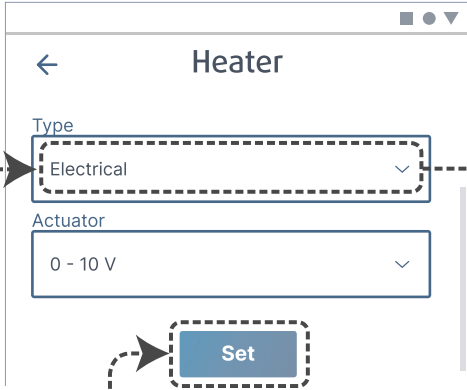 Heater
Type
Electrical
Actuator
0 - 10 V
Set